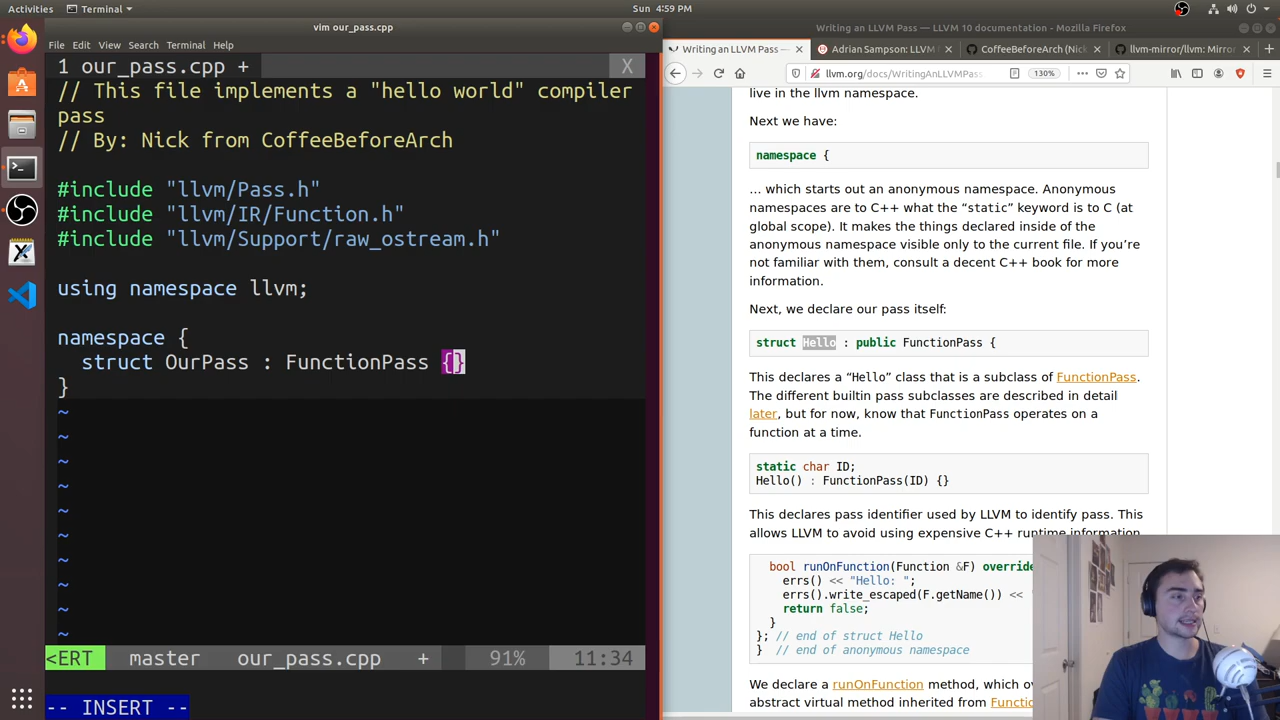 Activities
Terminal
Sun 4:59 PM
vim our_pass.cpp
File Edit View Search Terminal Help
1 our_pass.cpp + X
// This file implements a "hello world" compiler
pass
// By: Nick from CoffeeBeforeArch
#include "llvm/Pass.h"
#include "llvm/IR/Function.h"
#include "llvm/Support/raw_ostream.h"
using namespace llvm;
namespace {
struct OurPass : FunctionPass {}
}
~
~
~
~
~
~
~
~
~
~
<ERT master our_pass.cpp + 91% 11:34
-- INSERT --
Writing an LLVM Pass — LLVM 10 documentation - Mozilla Firefox
Writing an LLVM Pass — L
Adrian Sampson: LLVM
CoffeeBeforeArch (Nick
llvm-mirror/llvm: Mirror
llvm.org/docs/WritingAnLLVMPass
130%
live in the llvm namespace.
Next we have:
namespace {
… which starts out an anonymous namespace. Anonymous
namespaces are to C++ what the “static” keyword is to C (at
global scope). It makes the things declared inside of the
anonymous namespace visible only to the current file. If you’re
not familiar with them, consult a decent C++ book for more
information.
Next, we declare our pass itself:
struct Hello : public FunctionPass {
This declares a “Hello” class that is a subclass of FunctionPass.
The different builtin pass subclasses are described in detail
later, but for now, know that FunctionPass operates on a
function at a time.
static char ID;
Hello() : FunctionPass(ID) {}
This declares pass identifier used by LLVM to identify pass. This
allows LLVM to avoid using expensive C++ runtime information.
bool runOnFunction(Function &F) override
errs() << "Hello: ";
errs().write_escaped(F.getName()) <<
return false;
}
}; // end of struct Hello
} // end of anonymous namespace
We declare a runOnFunction method, which
abstract virtual method inherited from